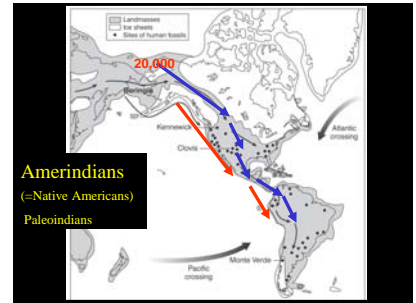 Landmasses
Ice sheets
Sites of human fossils
20,000
Beringia
Kennewick
Clovis
Atlantic
crossing
Amerindians
(=Native Americans)
Paleoindians
Pacific
crossing
Monte Verde